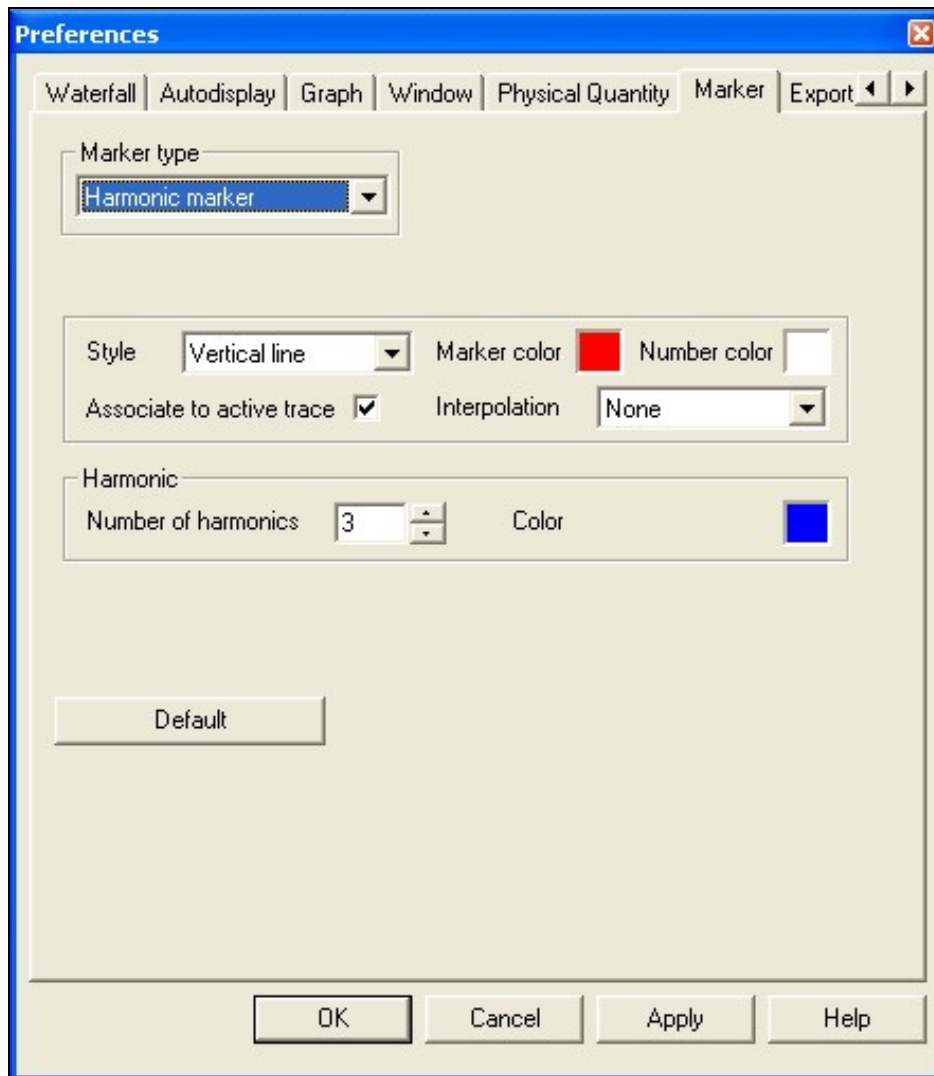 Preferences
Waterfall Autodisplay Graph Window Physical Quantity Marker Export
Marker type
Harmonic marker
Style Vertical line Marker color Number color
Associate to active trace Interpolation None
Harmonic
Number of harmonics 3 Color
Default
OK Cancel Apply Help